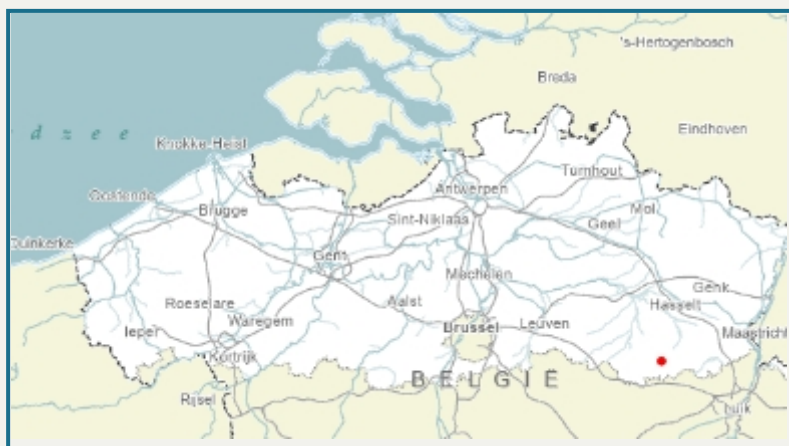 's-Hertogenbosch
Breda
dzee
Eindhoven
Knokke-Heist
Turnhout
Antwerpen
Oostende
Mol
Brugge
Sint-Niklaas
Geel
Duinkerke
Gent
Mechelen
Genk
Roeselare
Aalst
Hasselt
Waregem
Brussel
Leuven
Ieper
Maastricht
Kortrijk
BELGIË
Rijsel
Luik